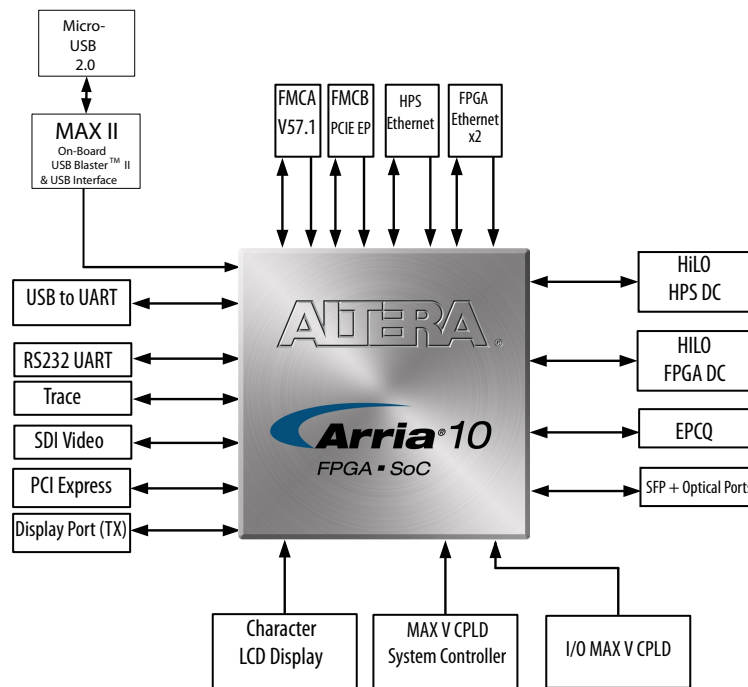 Micro-
USB
2.0
MAX II
On-Board
USB Blaster™ II
& USB Interface
FMCA
V57.1
FMCB
PCIE EP
HPS
Ethernet
FPGA
Ethernet
x2
USB to UART
RS232 UART
Trace
SDI Video
PCI Express
Display Port (TX)
ALTERA®
Arria® 10
FPGA ▪ SoC
HiLO
HPS DC
HILO
FPGA DC
EPCQ
SFP + Optical Ports
Character
LCD Display
MAX V CPLD
System Controller
I/O MAX V CPLD